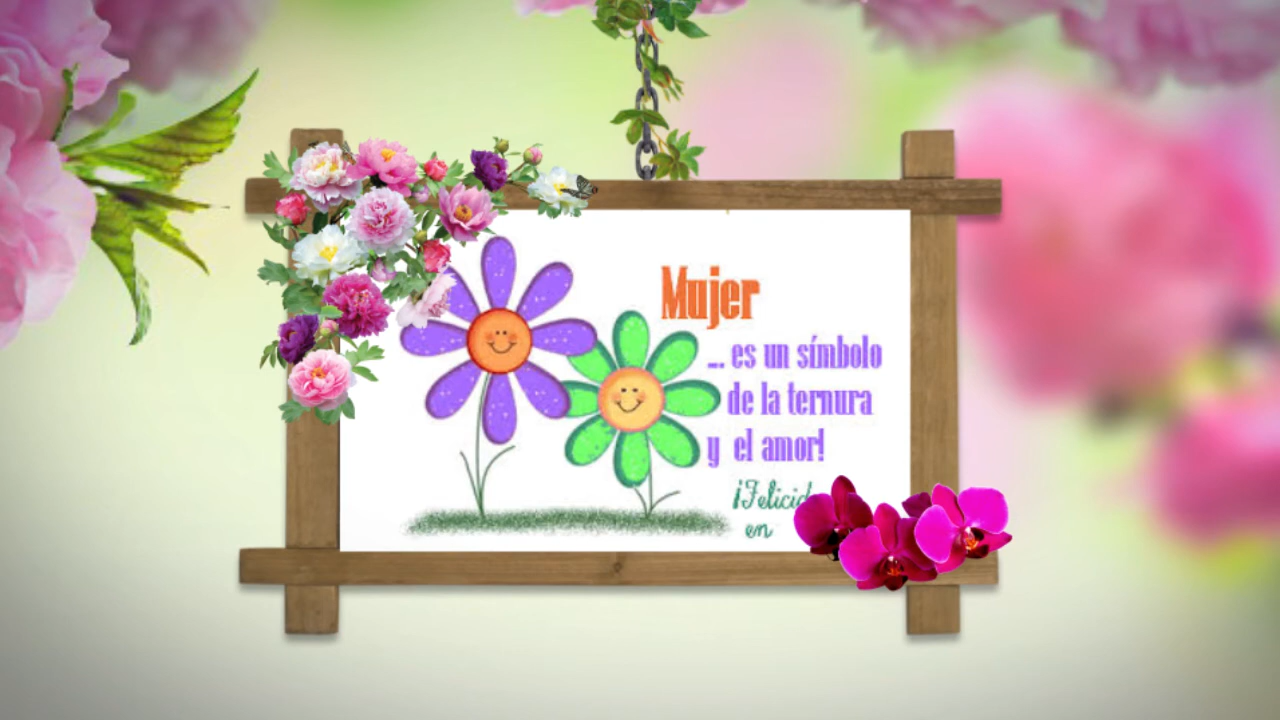 Mujer
... es un símbolo
de la ternura
y el amor!
en